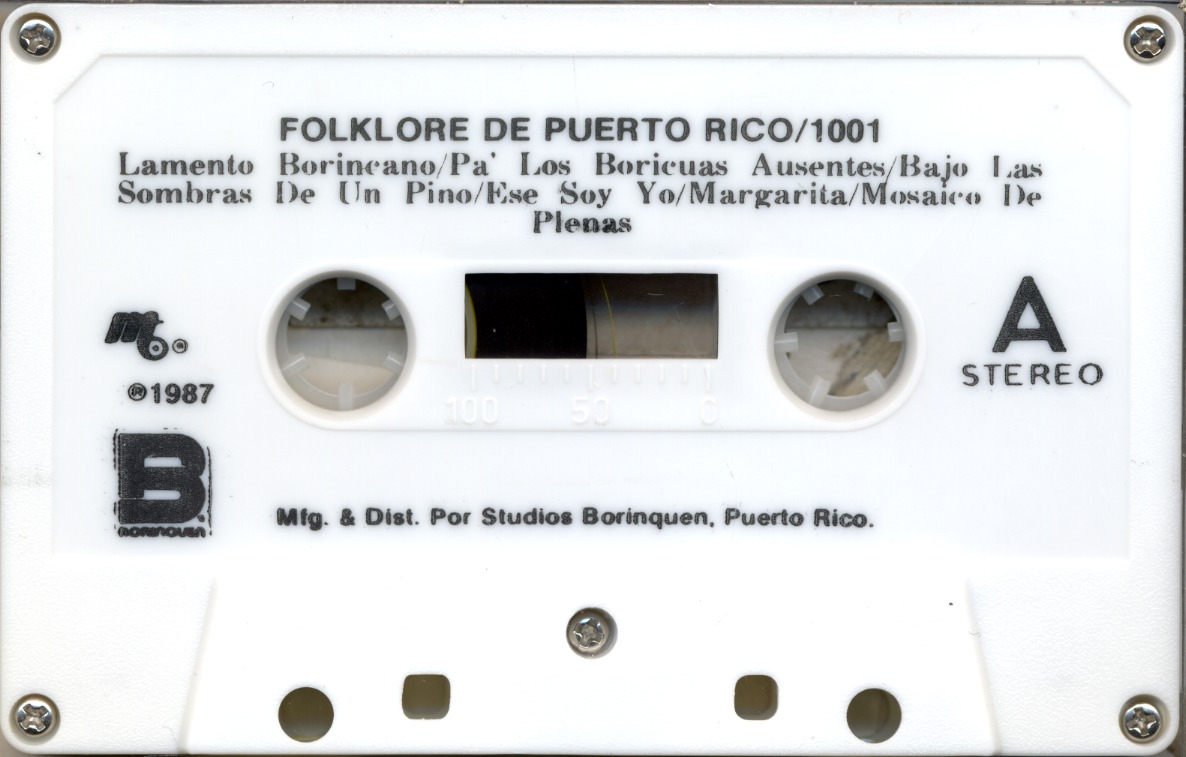 FOLKLORE DE PUERTO RICO/1001
Lamento Borincano/Pa' Los Boricuas Ausentes/Bajo Las
Sombras De Un Pino/Ese Soy Yo/Margarita/Mosaico De
Plenas
A
STEREO
℗1987
100 50 0
B
BORINQUEN
Mfg. & Dist. Por Studios Borinquen, Puerto Rico.